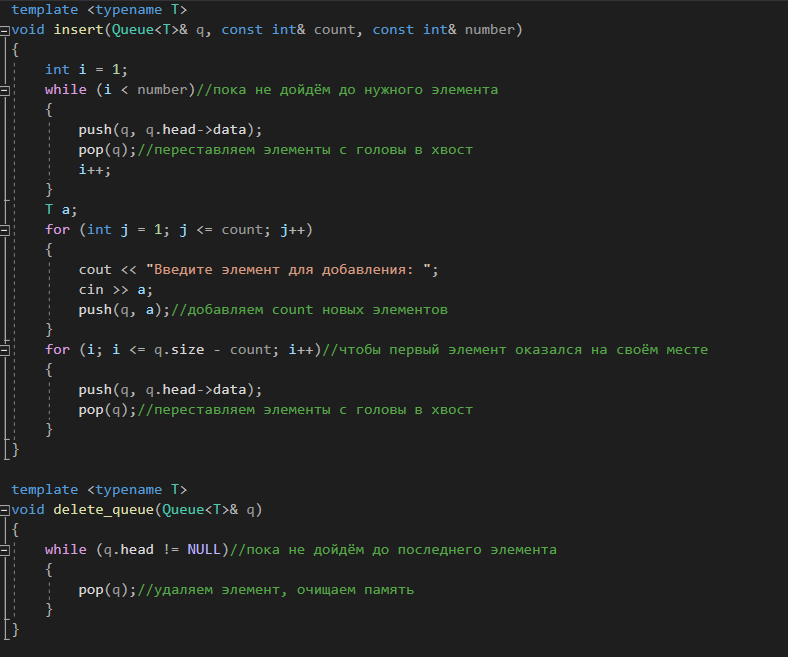 template <typename T>
void insert(Queue<T>& q, const int& count, const int& number)
{
    int i = 1;
    while (i < number)//пока не дойдём до нужного элемента
    {
        push(q, q.head->data);
        pop(q);//переставляем элементы с головы в хвост
        i++;
    }
    T a;
    for (int j = 1; j <= count; j++)
    {
        cout << "Введите элемент для добавления: ";
        cin >> a;
        push(q, a);//добавляем count новых элементов
    }
    for (i; i <= q.size - count; i++)//чтобы первый элемент оказался на своём месте
    {
        push(q, q.head->data);
        pop(q);//переставляем элементы с головы в хвост
    }
}

template <typename T>
void delete_queue(Queue<T>& q)
{
    while (q.head != NULL)//пока не дойдём до последнего элемента
    {
        pop(q);//удаляем элемент, очищаем память
    }
}